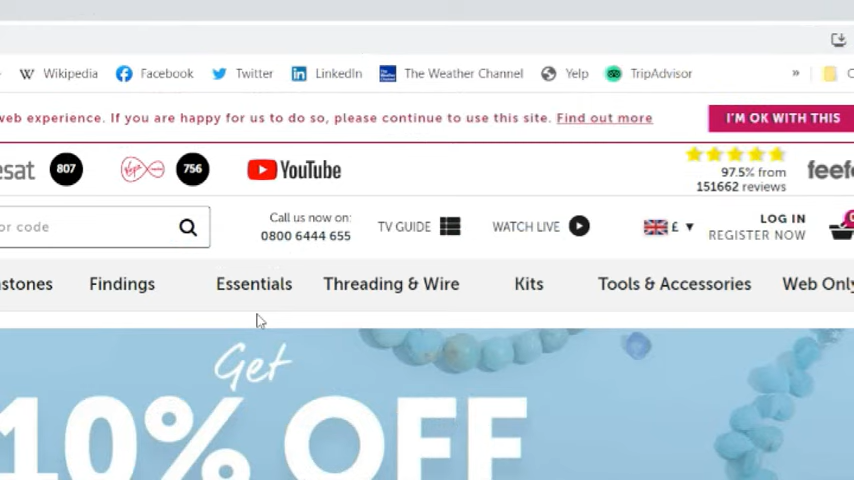 Wikipedia Facebook Twitter LinkedIn The Weather Channel Yelp TripAdvisor »
web experience. If you are happy for us to do so, please continue to use this site. Find out more I'M OK WITH THIS
807 756 YouTube
97.5% from
151662 reviews
or code
Call us now on:
0800 6444 655
TV GUIDE WATCH LIVE £
LOG IN
REGISTER NOW
Findings Essentials Threading & Wire Kits Tools & Accessories Web Only
Get
10% OFF